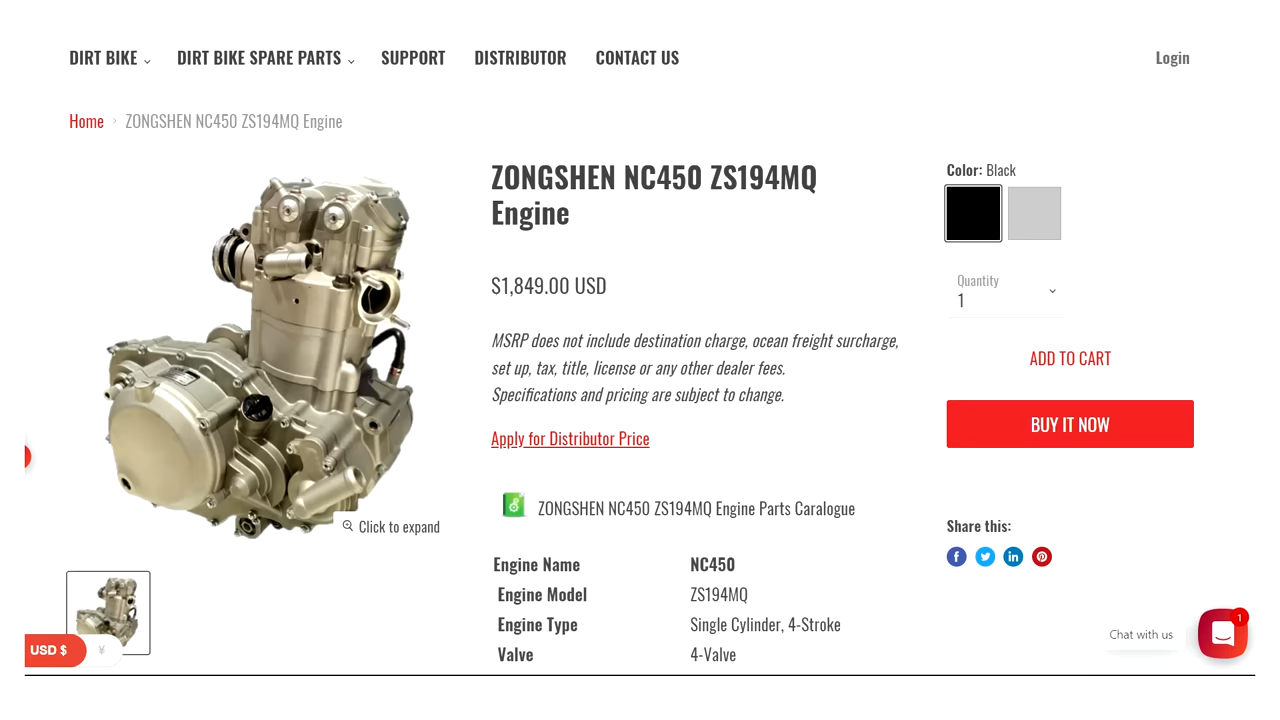 DIRT BIKE
DIRT BIKE SPARE PARTS
SUPPORT
DISTRIBUTOR
CONTACT US
Login
Home › ZONGSHEN NC450 ZS194MQ Engine
Click to expand
USD $
¥
ZONGSHEN NC450 ZS194MQ
Engine
$1,849.00 USD
MSRP does not include destination charge, ocean freight surcharge,
set up, tax, title, license or any other dealer fees.
Specifications and pricing are subject to change.
Apply for Distributor Price
ZONGSHEN NC450 ZS194MQ Engine Parts Caralogue
Engine Name NC450
Engine Model ZS194MQ
Engine Type Single Cylinder, 4-Stroke
Valve 4-Valve
Color: Black
Quantity
1
ADD TO CART
BUY IT NOW
Share this:
Chat with us
1